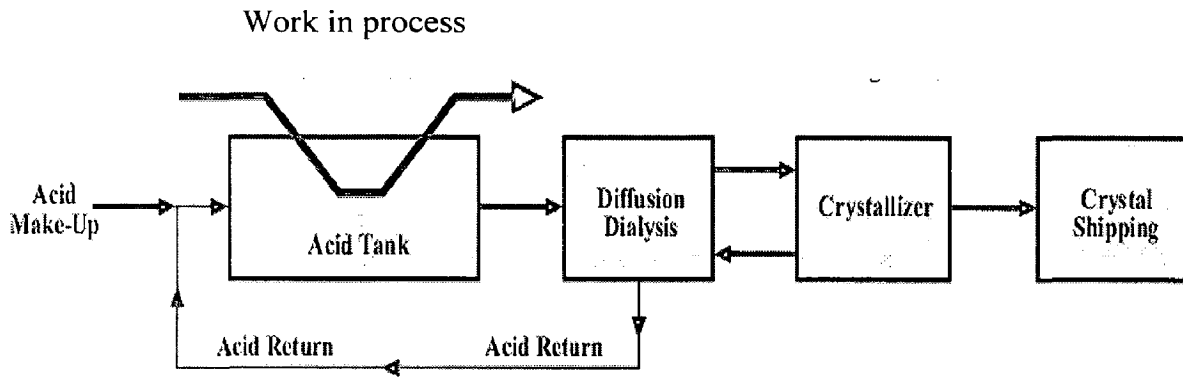 Work in process
Acid
Make-Up
Acid Tank
Diffusion
Dialysis
Crystallizer
Crystal
Shipping
Acid Return
Acid Return